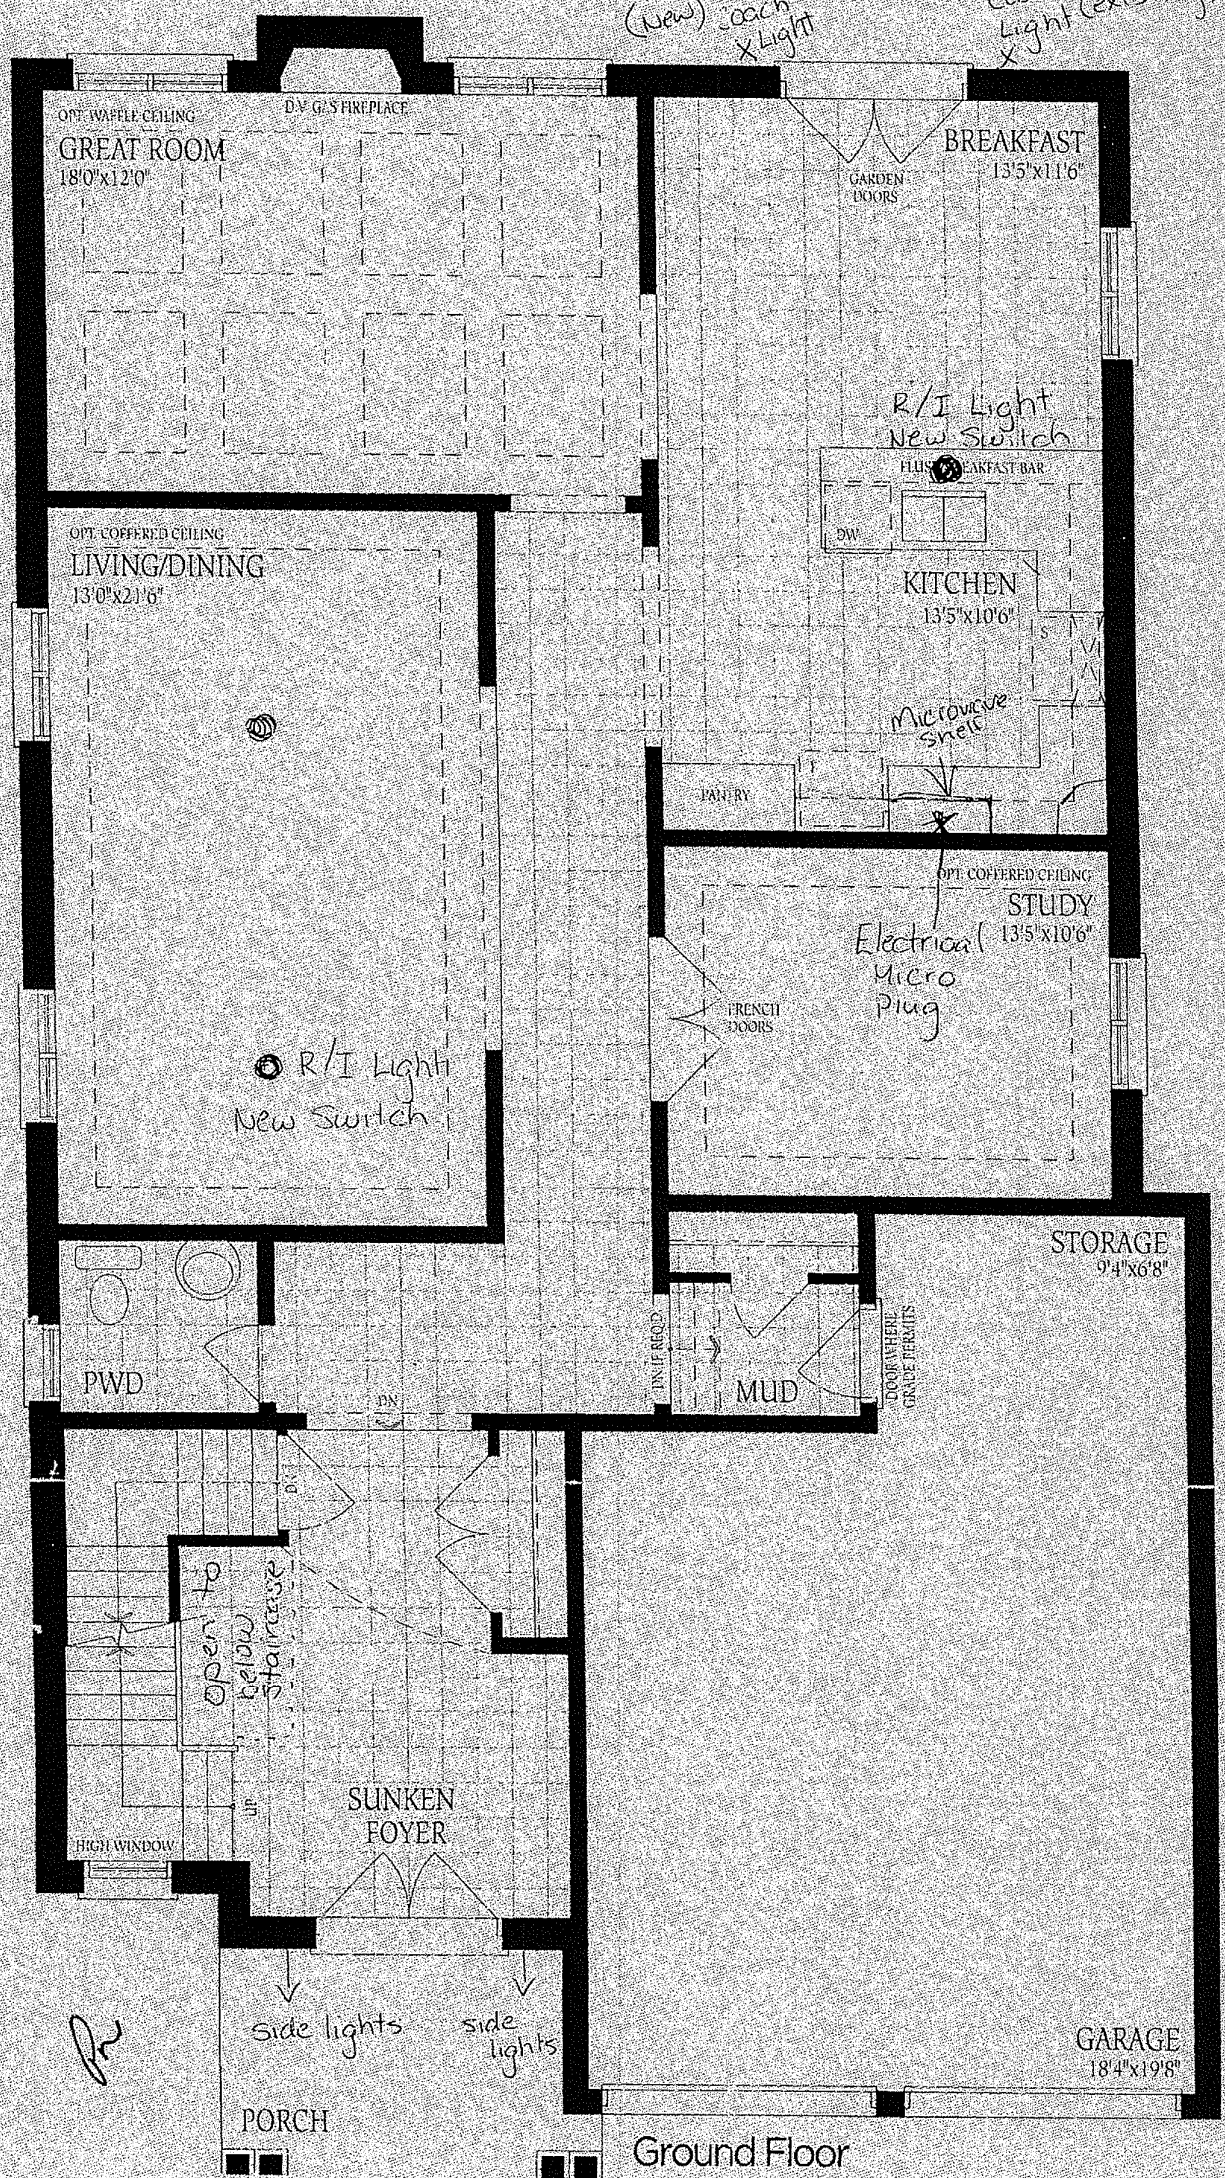 (New) Coach
X Light
Light (existing)
X
OPT. WAFFLE CEILING
GREAT ROOM
18'0"x12'0"
D.V. GAS FIREPLACE
BREAKFAST
13'5"x11'6"
GARDEN
DOORS
R/I Light
New Switch
FLUSH BREAKFAST BAR
DW
KITCHEN
13'5"x10'6"
S
Microwave
Shelf
PANTRY
OPT. COFFERED CEILING
LIVING/DINING
13'0"x21'6"
R/I Light
New Switch
OPT. COFFERED CEILING
STUDY
13'5"x10'6"
Electrical
Micro
Plug
FRENCH
DOORS
STORAGE
9'4"x6'8"
DN IF REQ'D
MUD
DOOR WHERE
GRADE PERMITS
PWD
DN
DN
open to
below
staircase
UP
HIGH WINDOW
SUNKEN
FOYER
side lights
side
lights
PORCH
GARAGE
18'4"x19'8"
Ground Floor